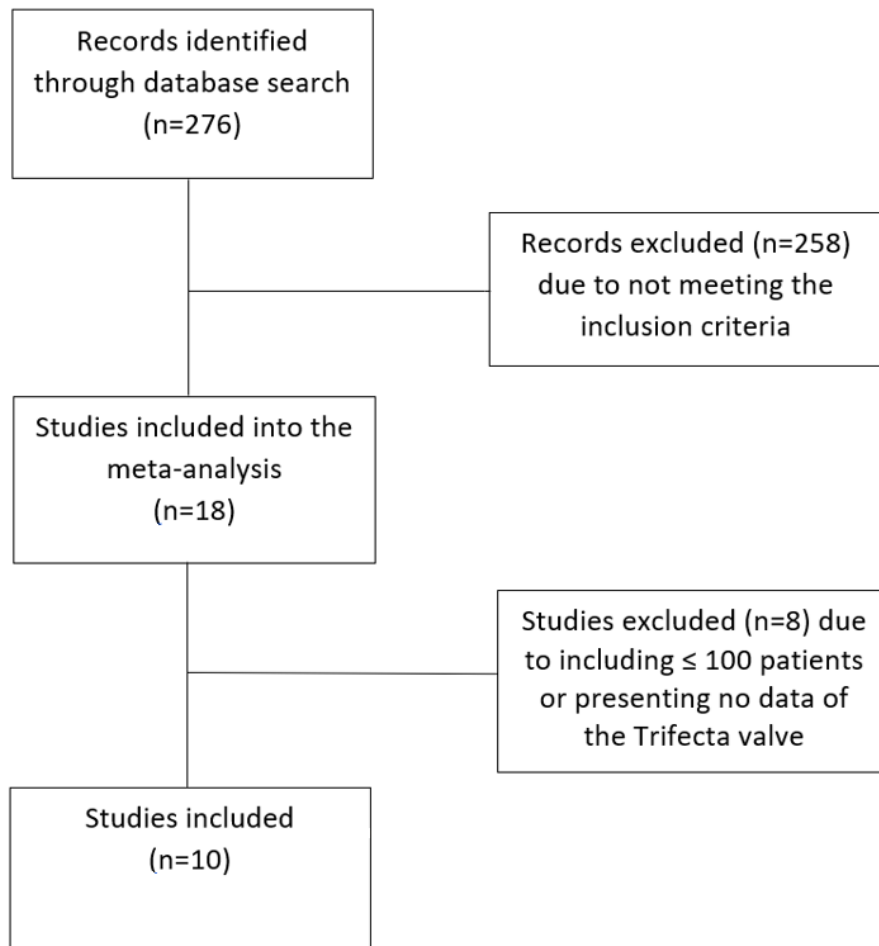 Records identified
through database search
(n=276)
Records excluded (n=258)
due to not meeting the
inclusion criteria
Studies included into the
meta-analysis
(n=18)
Studies excluded (n=8) due
to including ≤ 100 patients
or presenting no data of
the Trifecta valve
Studies included
(n=10)